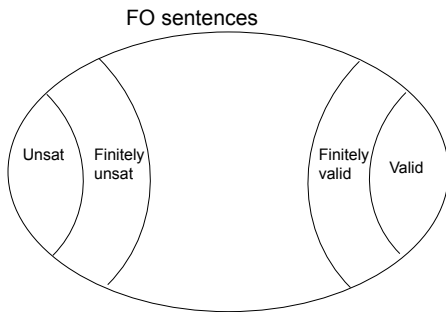 FO sentences
Unsat
Finitely
unsat
Finitely
valid
Valid